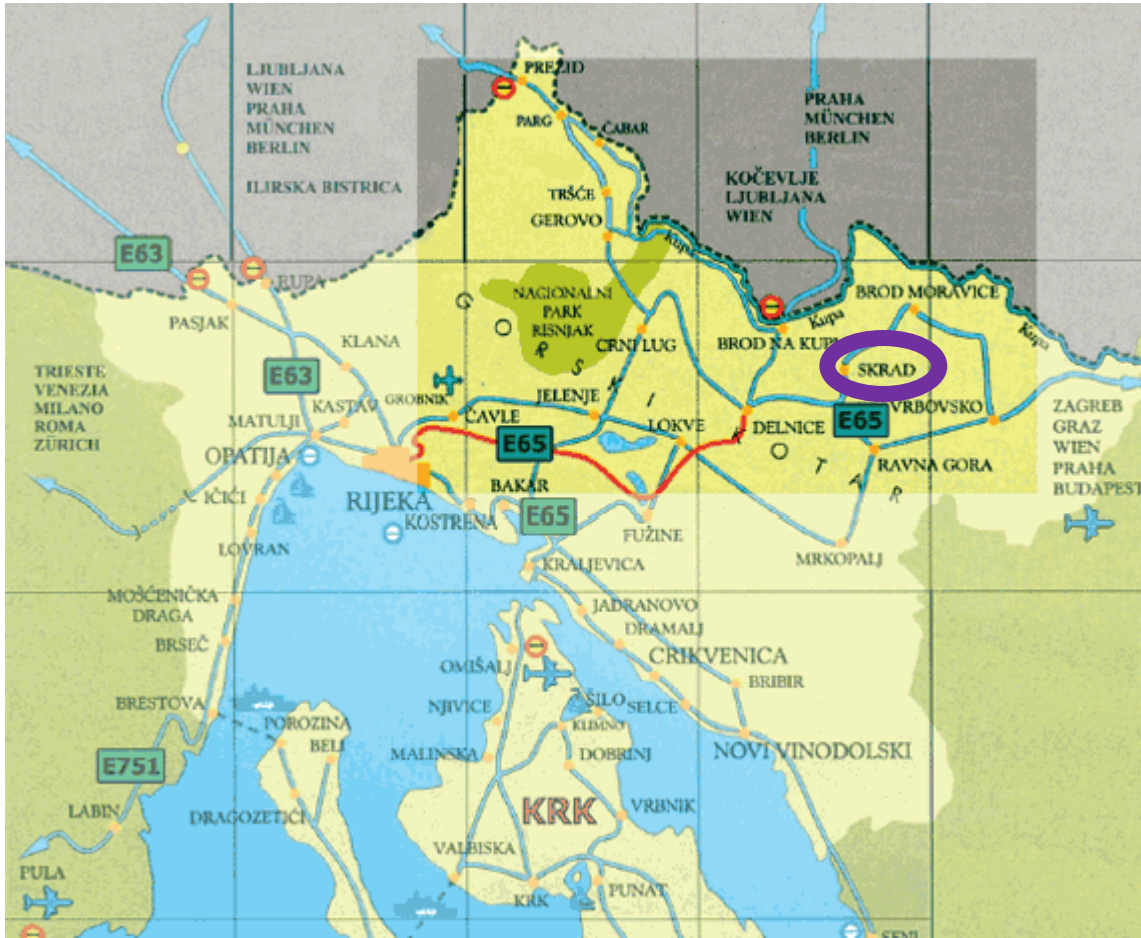 LJUBLJANA
WIEN
PRAHA
MÜNCHEN
BERLIN
ILIRSKA BISTRICA
PREZID
PARG
ČABAR
PRAHA
MÜNCHEN
BERLIN
KOČEVLJE
LJUBLJANA
WIEN
TRŠĆE
GEROVO
Kupa
E63
RUPA
PASJAK
NACIONALNI
PARK
RISNJAK
GORSKI
KOTAR
BROD MORAVICE
Kupa
Kupa
KLANA
CRNI LUG
BROD NA KUPI
SKRAD
TRIESTE
VENEZIA
MILANO
ROMA
ZÜRICH
E63
KASTAV
GROBNIK
JELENJE
ČAVLE
MATULJI
LOKVE
DELNICE
E65
VRBOVSKO
ZAGREB
GRAZ
WIEN
PRAHA
BUDAPEST
OPATIJA
E65
RAVNA GORA
IČIĆI
RIJEKA
BAKAR
KOSTRENA
E65
FUŽINE
MRKOPALJ
LOVRAN
KRALJEVICA
MOŠĆENIČKA
DRAGA
JADRANOVO
DRAMALJ
BRSEČ
CRIKVENICA
OMIŠALJ
BRIBIR
BRESTOVA
POROZINA
BELI
NJIVICE
ŠILO
SELCE
KLIMNO
MALINSKA
DOBRINJ
NOVI VINODOLSKI
E751
LABIN
DRAGOZETIĆI
KRK
VRBNIK
VALBISKA
PULA
KRK
PUNAT
SENJ